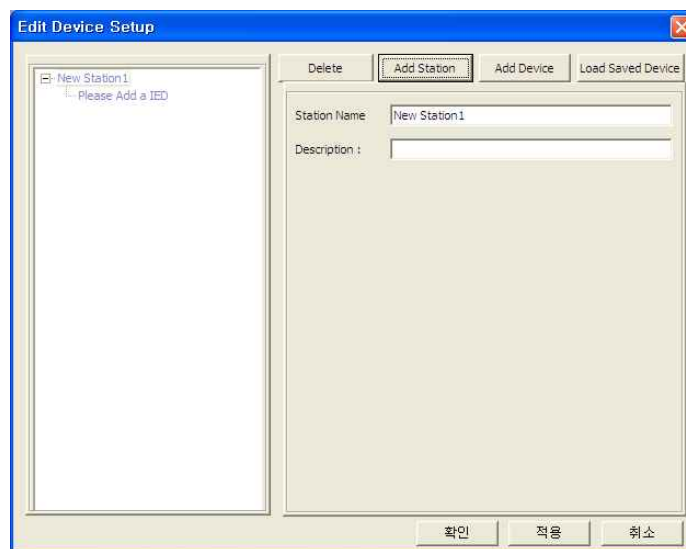 Edit Device Setup
New Station1
Please Add a IED
Delete
Add Station
Add Device
Load Saved Device
Station Name
New Station1
Description :
확인
적용
취소